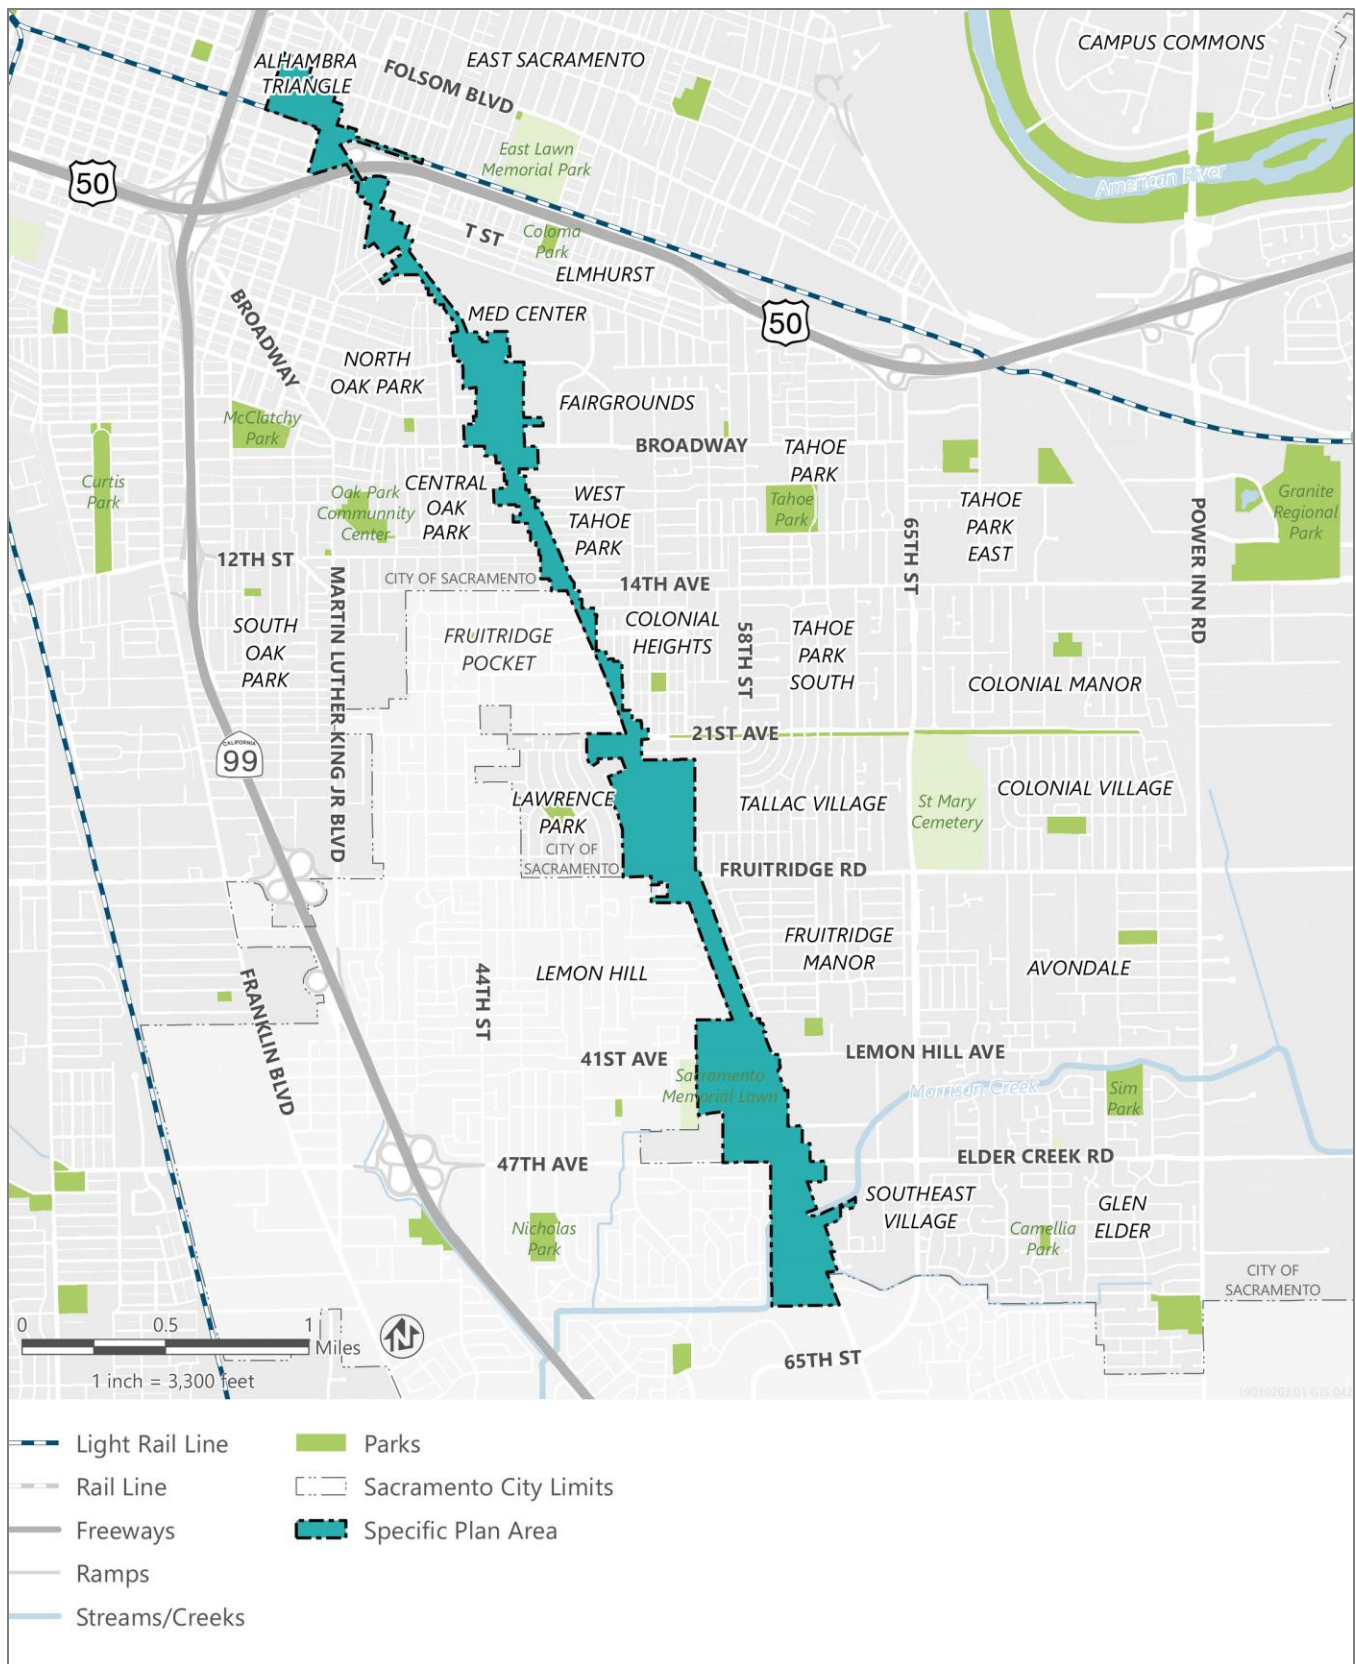 ALHAMBRA
TRIANGLE
EAST SACRAMENTO
FOLSOM BLVD
CAMPUS COMMONS
East Lawn
Memorial Park
50
American River
T ST
Coloma
Park
ELMHURST
MED CENTER
50
BROADWAY
NORTH
OAK PARK
FAIRGROUNDS
McClatchy
Park
BROADWAY
TAHOE
PARK
Curtis
Park
Oak Park
Communnity
Center
CENTRAL
OAK
PARK
WEST
TAHOE
PARK
Tahoe
Park
TAHOE
PARK
EAST
Granite
Regional
Park
65TH ST
POWER INN RD
12TH ST
CITY OF SACRAMENTO
14TH AVE
MARTIN LUTHER KING JR BLVD
SOUTH
OAK
PARK
FRUITRIDGE
POCKET
COLONIAL
HEIGHTS
58TH ST
TAHOE
PARK
SOUTH
COLONIAL MANOR
21ST AVE
CALIFORNIA
99
LAWRENCE
PARK
TALLAC VILLAGE
St Mary
Cemetery
COLONIAL VILLAGE
CITY OF
SACRAMENTO
FRUITRIDGE RD
FRUITRIDGE
MANOR
LEMON HILL
AVONDALE
44TH ST
FRANKLIN BLVD
41ST AVE
LEMON HILL AVE
Sacramento
Memorial Lawn
Morrison Creek
Sim
Park
47TH AVE
ELDER CREEK RD
SOUTHEAST
VILLAGE
GLEN
ELDER
Nicholas
Park
Camellia
Park
CITY OF
SACRAMENTO
0 0.5 1
Miles
N
1 inch = 3,300 feet
65TH ST
Light Rail Line
Rail Line
Freeways
Ramps
Streams/Creeks
Parks
Sacramento City Limits
Specific Plan Area